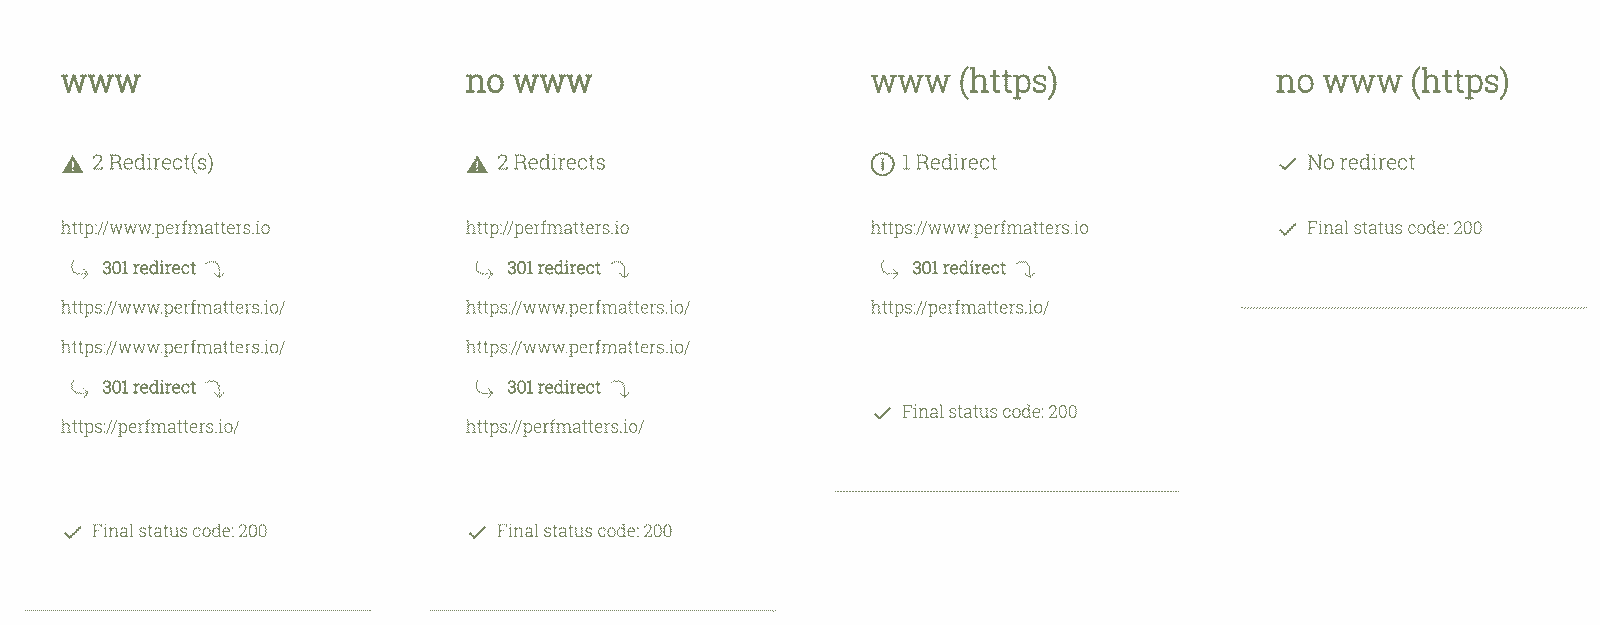 www
2 Redirect(s)
http://www.perfmatters.io
301 redirect
https://www.perfmatters.io/
https://www.perfmatters.io/
301 redirect
https://perfmatters.io/
Final status code: 200
no www
2 Redirects
http://perfmatters.io
301 redirect
https://www.perfmatters.io/
https://www.perfmatters.io/
301 redirect
https://perfmatters.io/
Final status code: 200
www (https)
1 Redirect
https://www.perfmatters.io
301 redirect
https://perfmatters.io/
Final status code: 200
no www (https)
No redirect
Final status code: 200